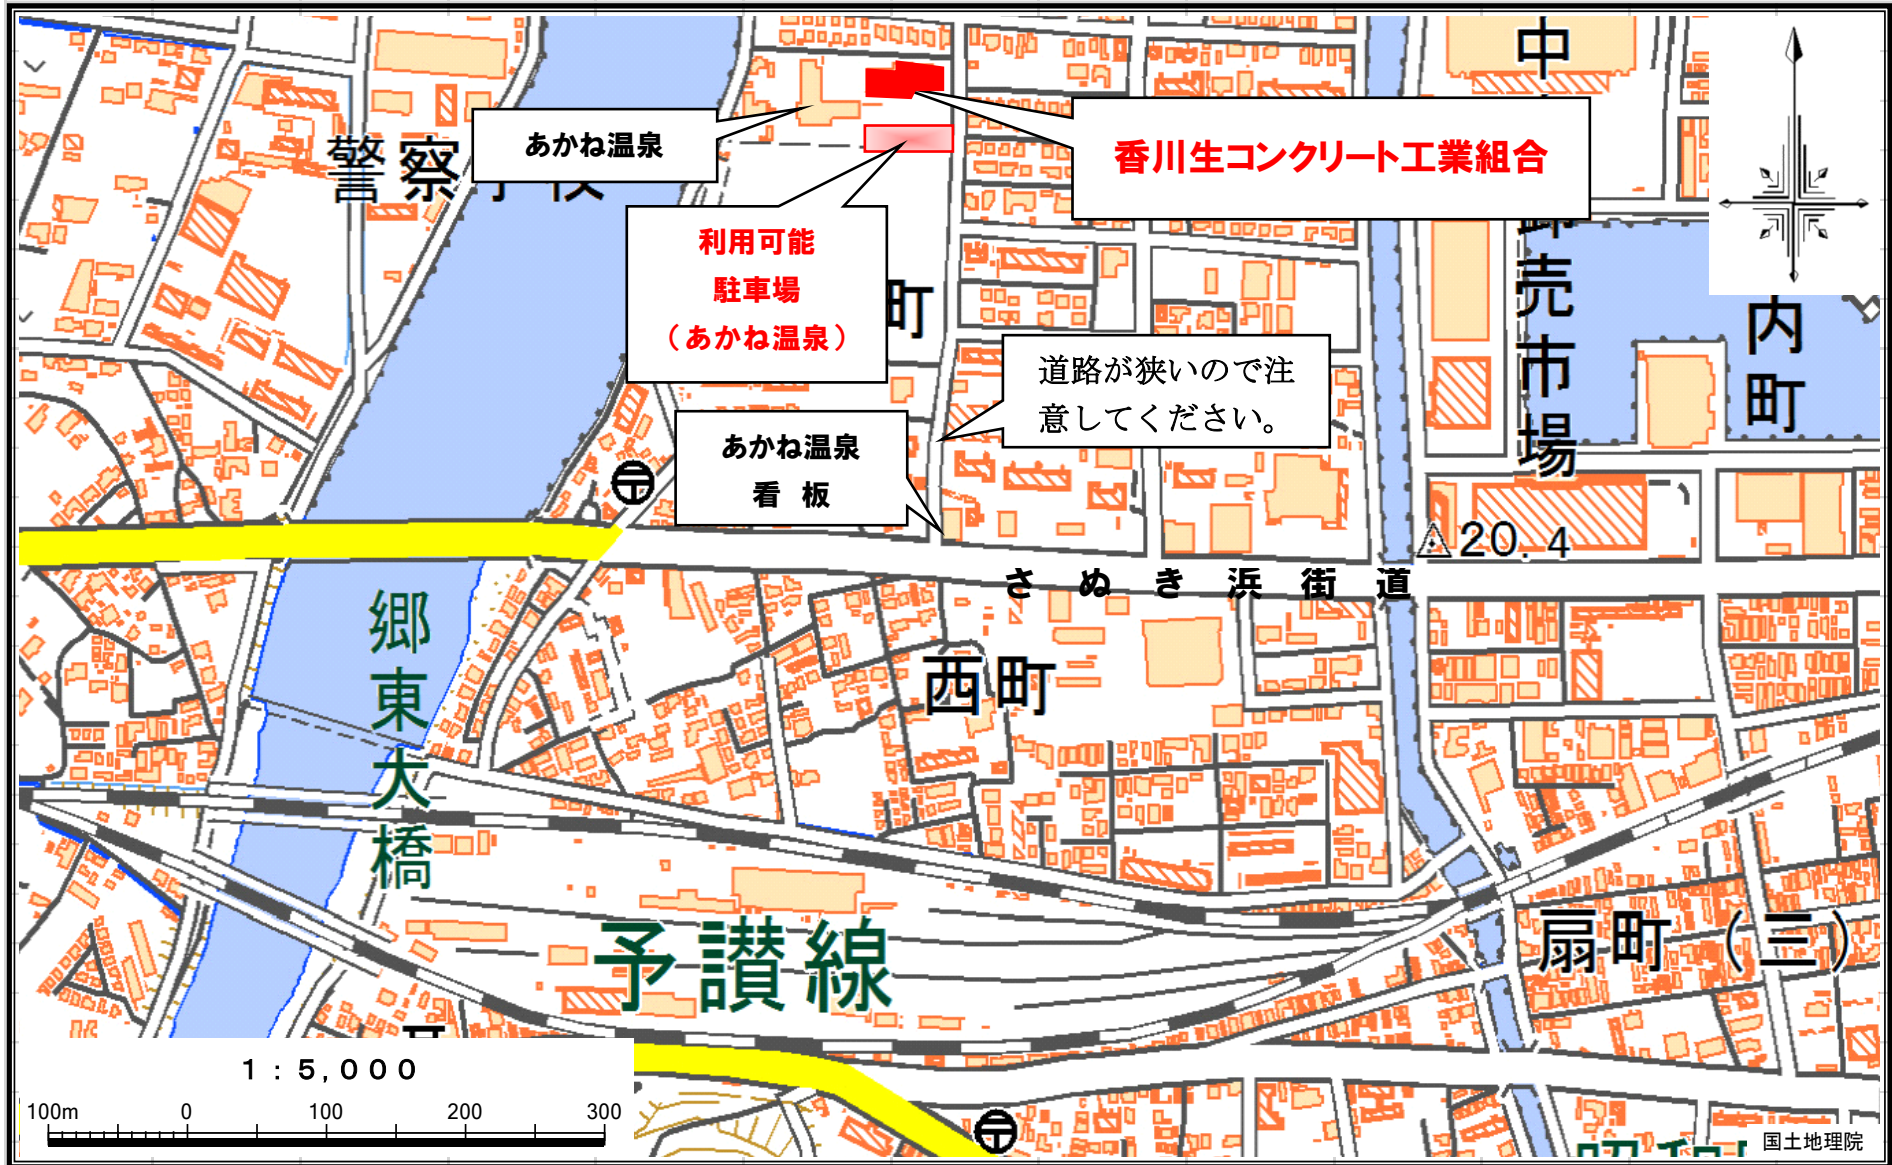 中
警察学校
あかね温泉
香川生コンクリート工業組合
利用可能
駐車場
（あかね温泉）
町
卸売市場
内町
道路が狭いので注
意してください。
あかね温泉
看 板
20.4
さぬき浜街道
郷東大橋
西町
予讃線
扇町（三）
1：5,000
100m 0 100 200 300
国土地理院